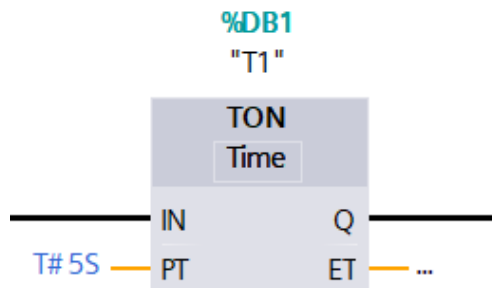 %DB1
"T1"
TON
Time
IN Q
T# 5S PT ET ...